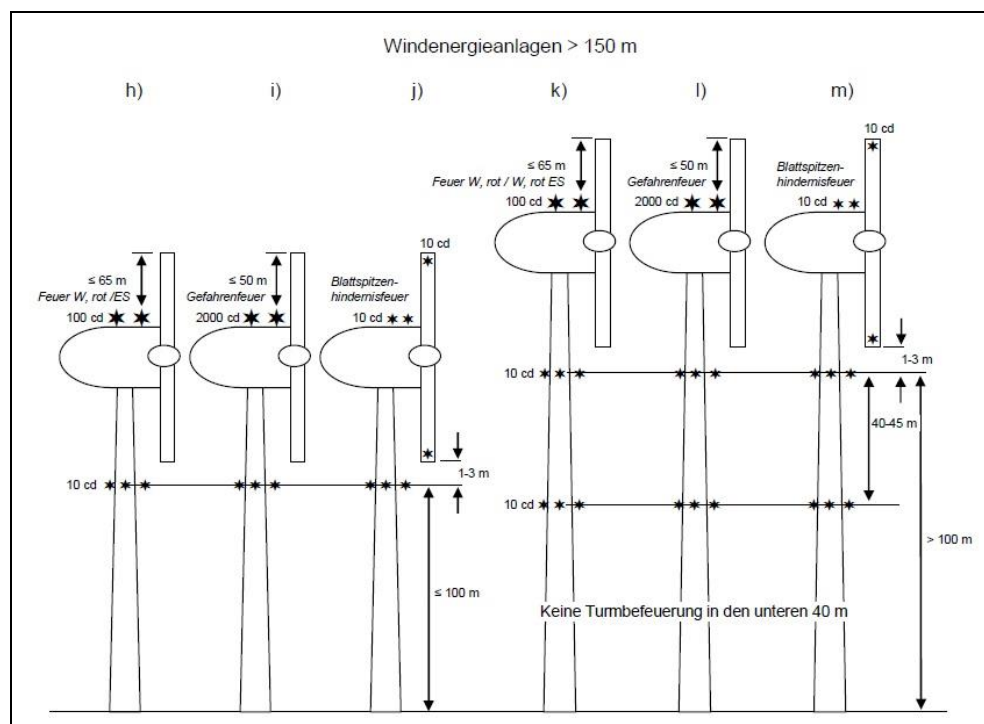 Windenergieanlagen > 150 m
h) i) j) k) l) m)
10 cd
≤ 65 m ≤ 50 m Blattspitzen-
Feuer W, rot / W, rot ES Gefahrenfeuer hindernisfeuer
100 cd 2000 cd 10 cd
10 cd
≤ 65 m ≤ 50 m Blattspitzen-
Feuer W, rot /ES Gefahrenfeuer hindernisfeuer
100 cd 2000 cd 10 cd
1-3 m
10 cd
40-45 m
1-3 m
10 cd
10 cd
> 100 m
≤ 100 m
Keine Turmbefeuerung in den unteren 40 m